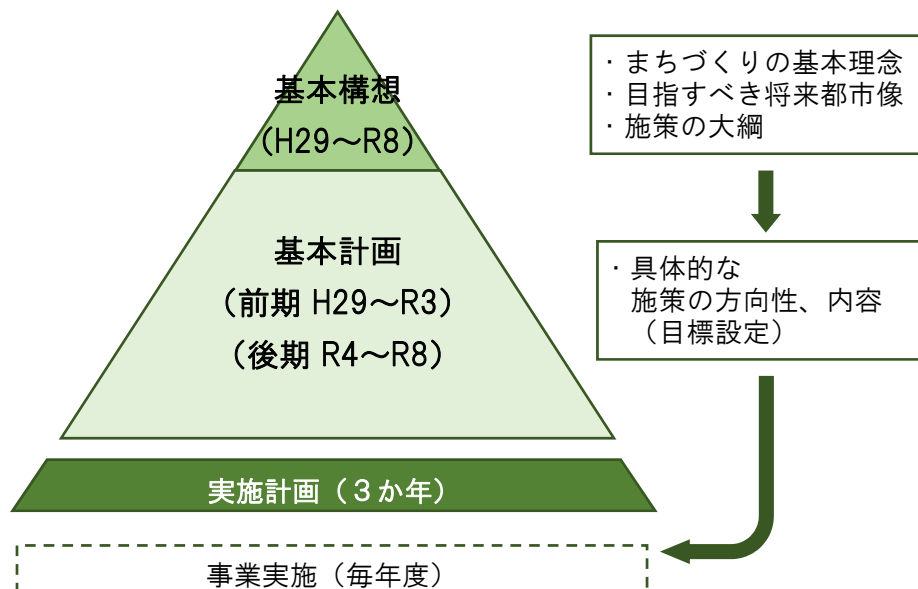 基本構想
（H29～R8）
・まちづくりの基本理念
・目指すべき将来都市像
・施策の大綱
基本計画
（前期 H29～R3）
（後期 R4～R8）
・具体的な
施策の方向性、内容
（目標設定）
実施計画（３か年）
事業実施（毎年度）